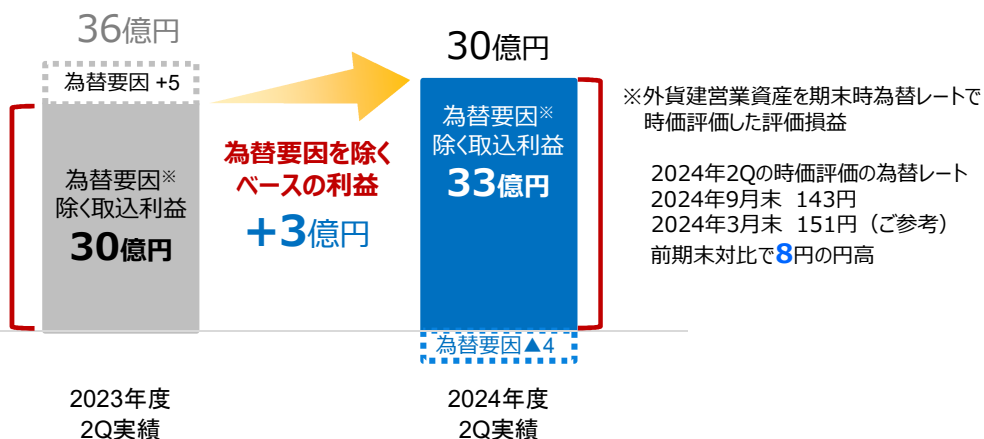 36億円
為替要因 +5
為替要因※
除く取込利益
30億円
為替要因を除く
ベースの利益
+3億円
30億円
為替要因※
除く取込利益
33億円
為替要因▲4
※外貨建営業資産を期末時為替レートで
時価評価した評価損益
2024年2Qの時価評価の為替レート
2024年9月末 143円
2024年3月末 151円（ご参考）
前期末対比で8円の円高
2023年度
2Q実績
2024年度
2Q実績